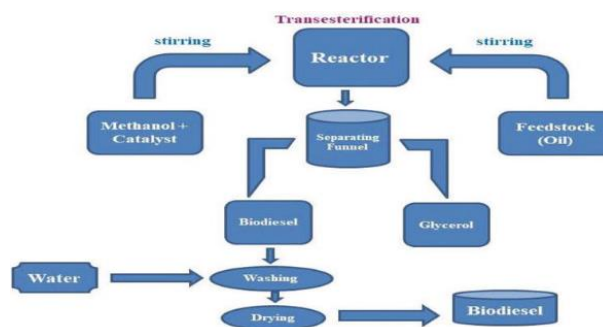 Transesterification
stirring
Reactor
stirring
Methanol +
Catalyst
Separating
Funnel
Feedstock
(Oil)
Biodiesel
Glycerol
Water
Washing
Drying
Biodiesel